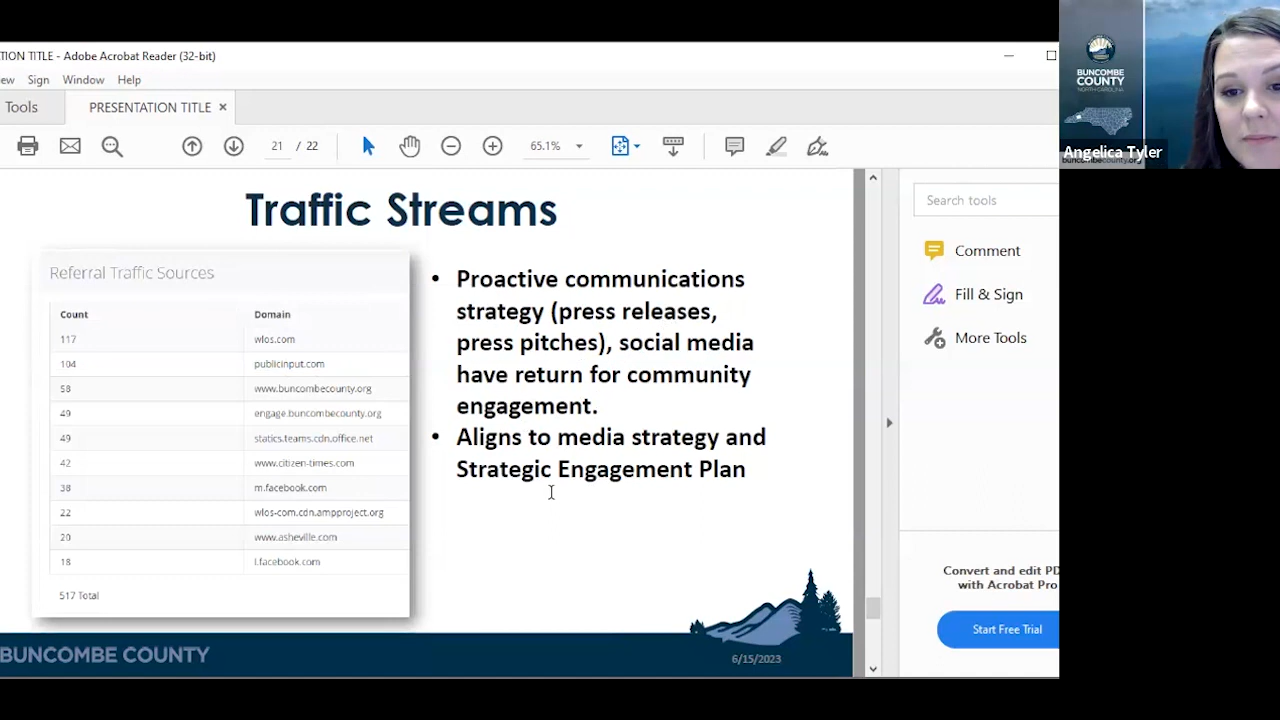 ATION TITLE - Adobe Acrobat Reader (32-bit)
ew Sign Window Help
Tools PRESENTATION TITLE ×
21 / 22 65.1%
Traffic Streams
Referral Traffic Sources
Count Domain
117 wlos.com
104 publicinput.com
58 www.buncombecounty.org
49 engage.buncombecounty.org
49 statics.teams.cdn.office.net
42 www.citizen-times.com
38 m.facebook.com
22 wlos-com.cdn.ampproject.org
20 www.asheville.com
18 l.facebook.com
517 Total
• Proactive communications
strategy (press releases,
press pitches), social media
have return for community
engagement.
• Aligns to media strategy and
Strategic Engagement Plan
BUNCOMBE COUNTY
6/15/2023
Search tools
Comment
Fill & Sign
More Tools
Convert and edit PD
with Acrobat Pro
Start Free Trial
BUNCOMBE
COUNTY
NORTH CAROLINA
Angelica Tyler
buncombecounty.org